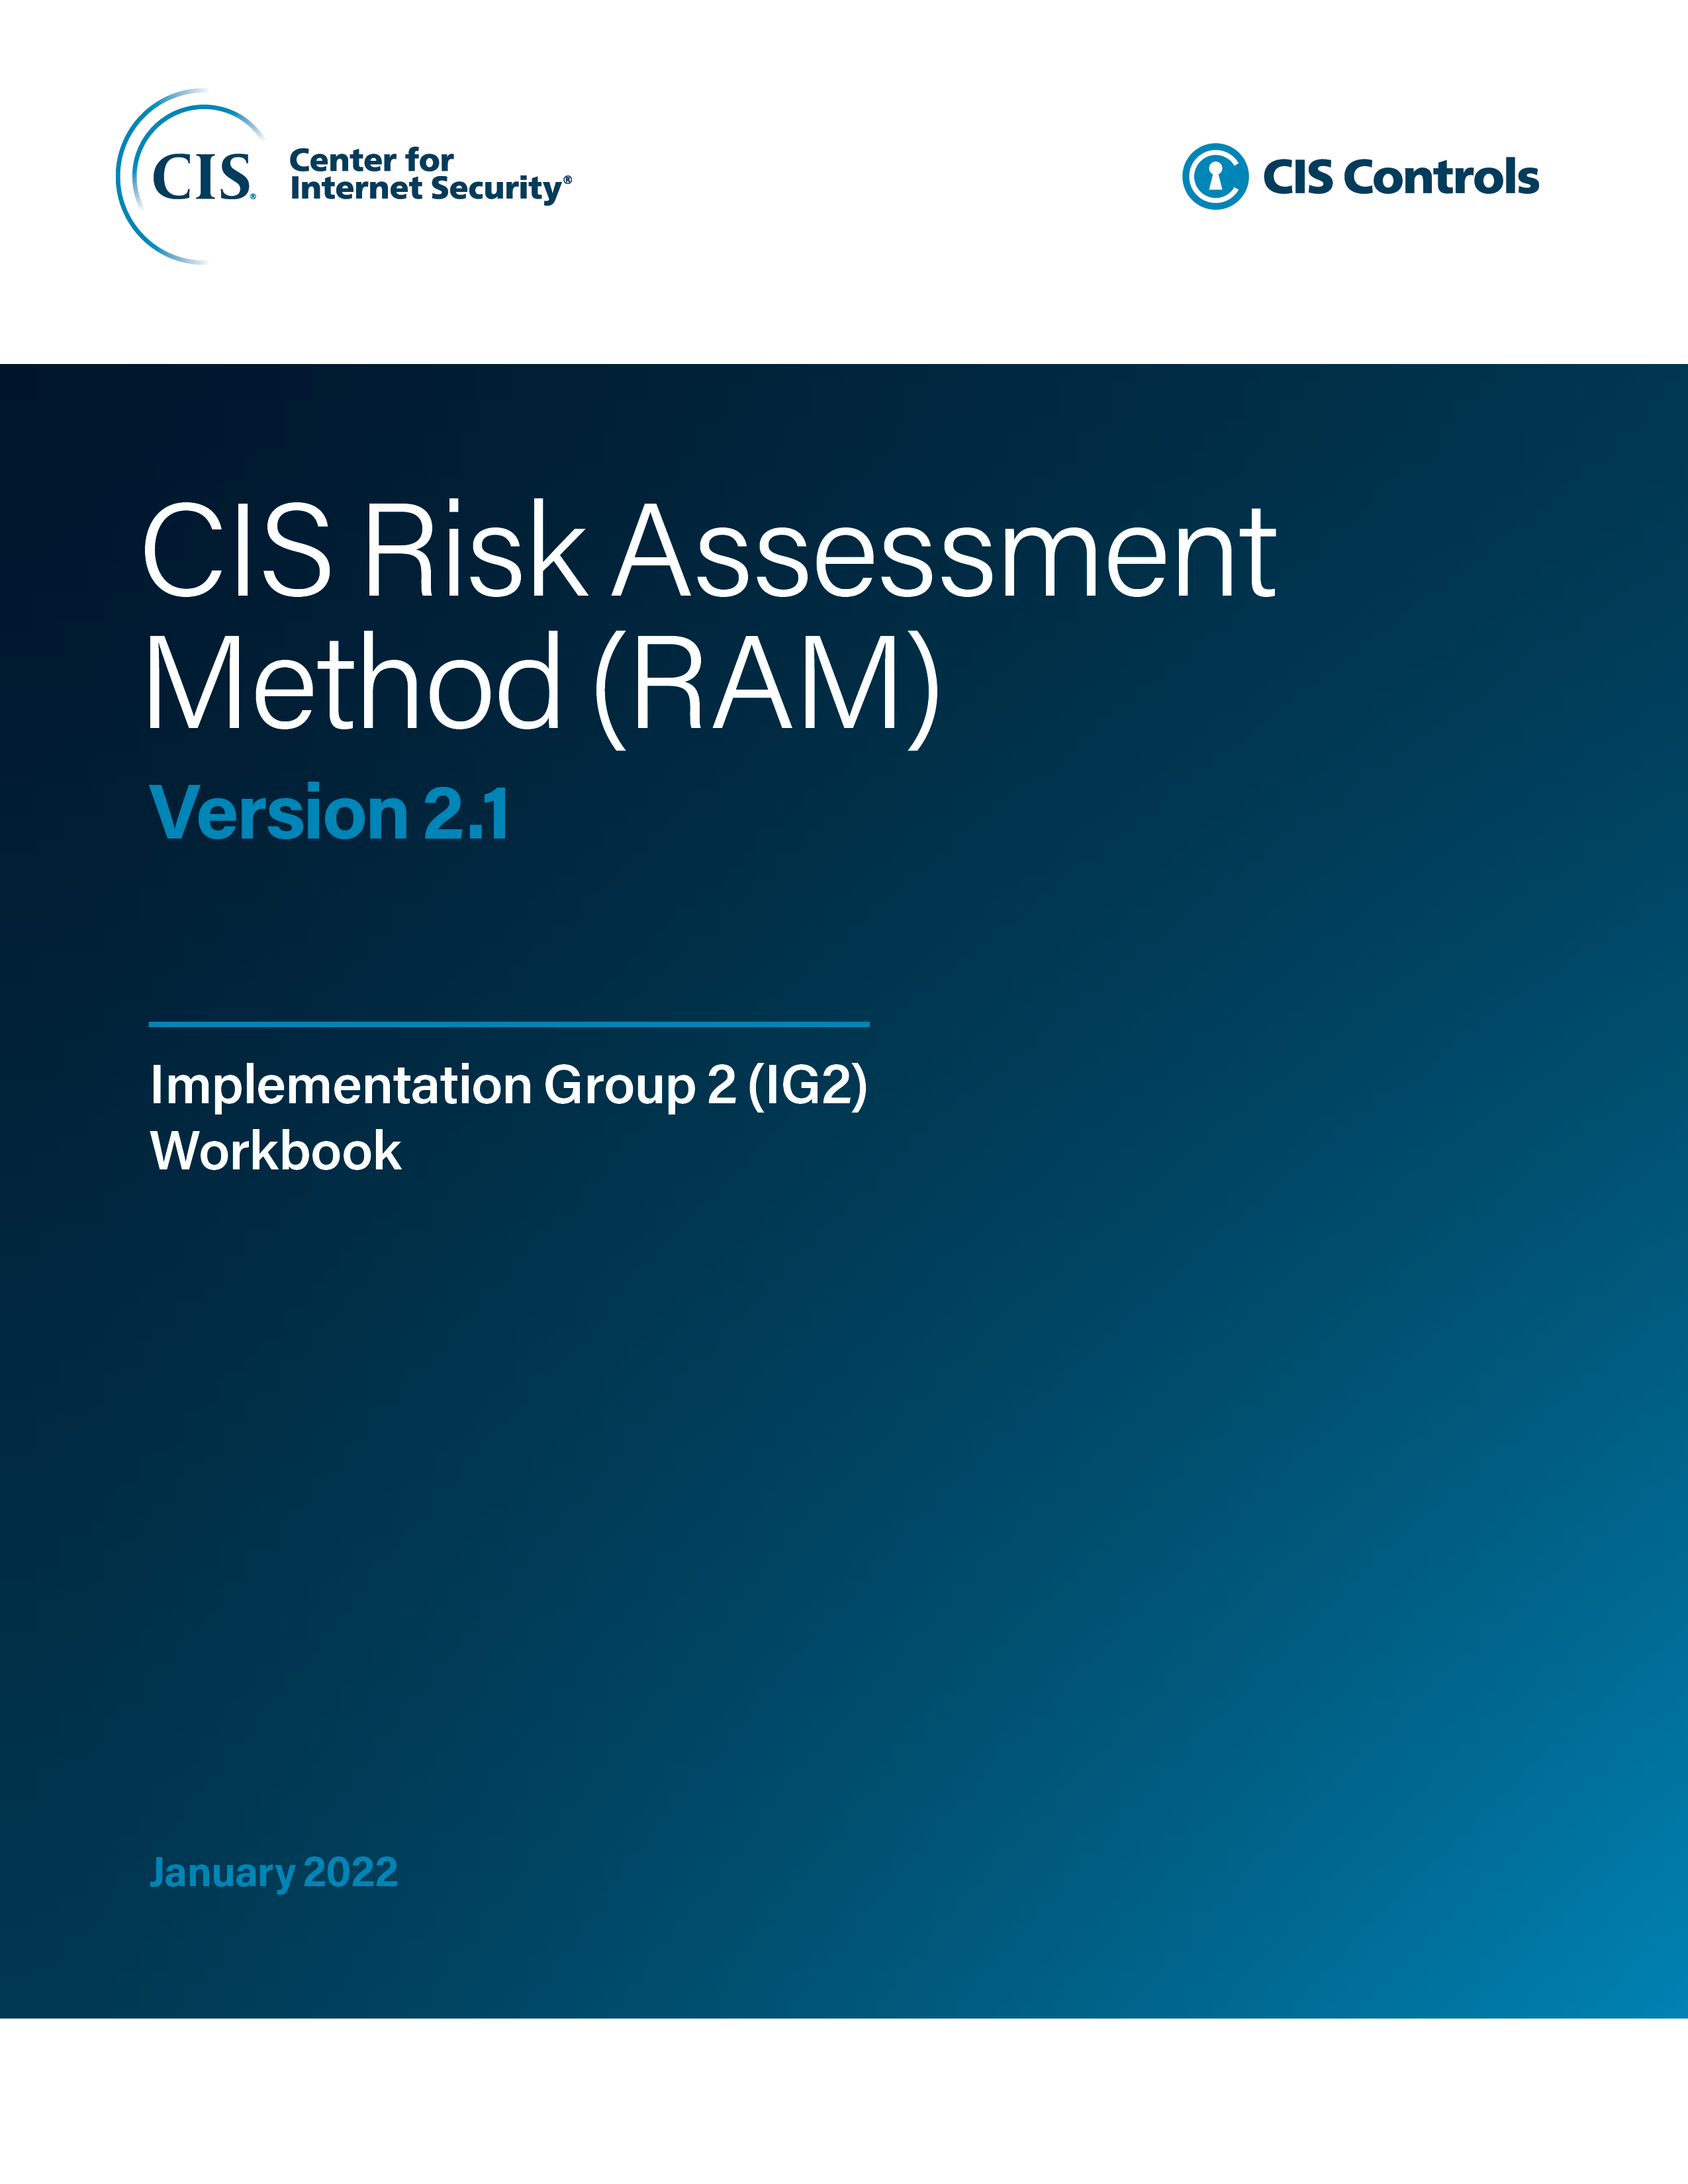 CIS®
Center for
Internet Security®
CIS Controls
CIS Risk Assessment
Method (RAM)
Version 2.1
Implementation Group 2 (IG2)
Workbook
January 2022